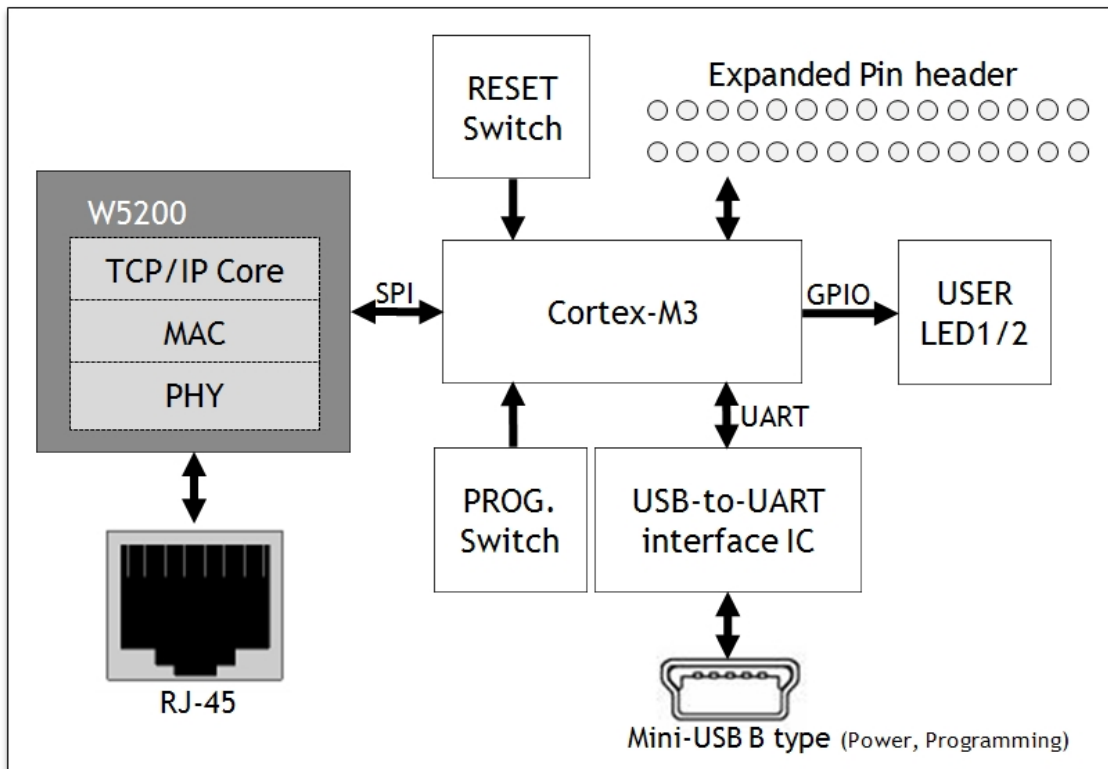 RESET
Switch
Expanded Pin header
W5200
TCP/IP Core
MAC
PHY
SPI
Cortex-M3
GPIO
USER
LED1/2
UART
PROG.
Switch
USB-to-UART
interface IC
RJ-45
Mini-USB B type (Power, Programming)